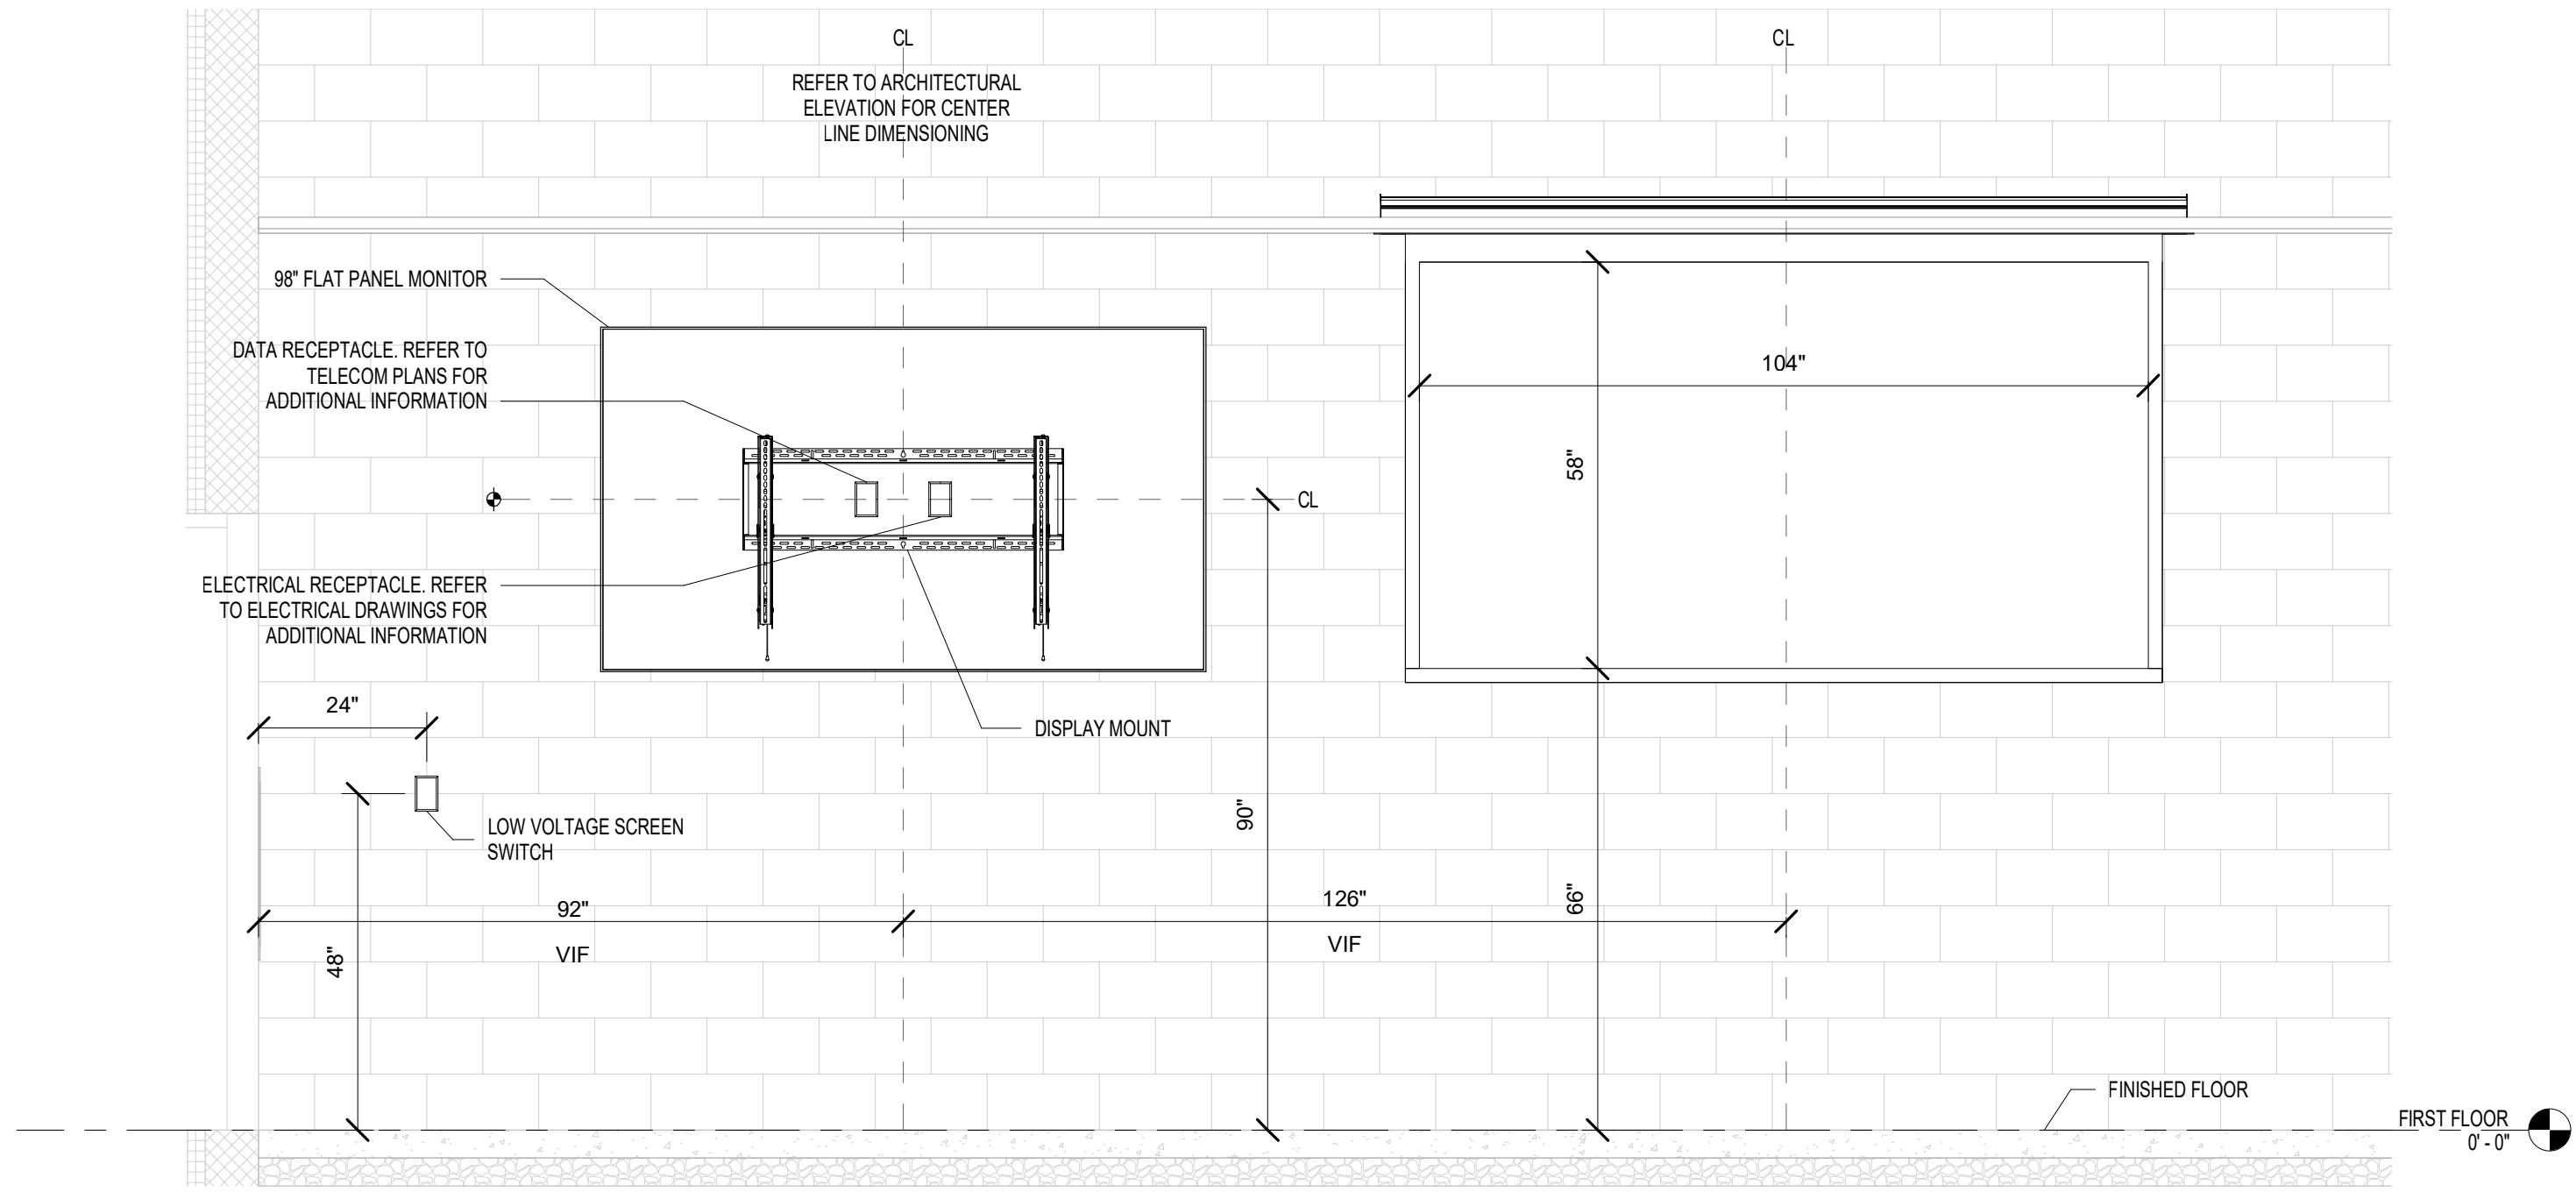 CL
CL
REFER TO ARCHITECTURAL
ELEVATION FOR CENTER
LINE DIMENSIONING
98" FLAT PANEL MONITOR
DATA RECEPTACLE. REFER TO
TELECOM PLANS FOR
ADDITIONAL INFORMATION
104"
58"
CL
ELECTRICAL RECEPTACLE. REFER
TO ELECTRICAL DRAWINGS FOR
ADDITIONAL INFORMATION
24"
DISPLAY MOUNT
LOW VOLTAGE SCREEN
SWITCH
90"
66"
92"
VIF
126"
VIF
48"
FINISHED FLOOR
FIRST FLOOR
0' - 0"